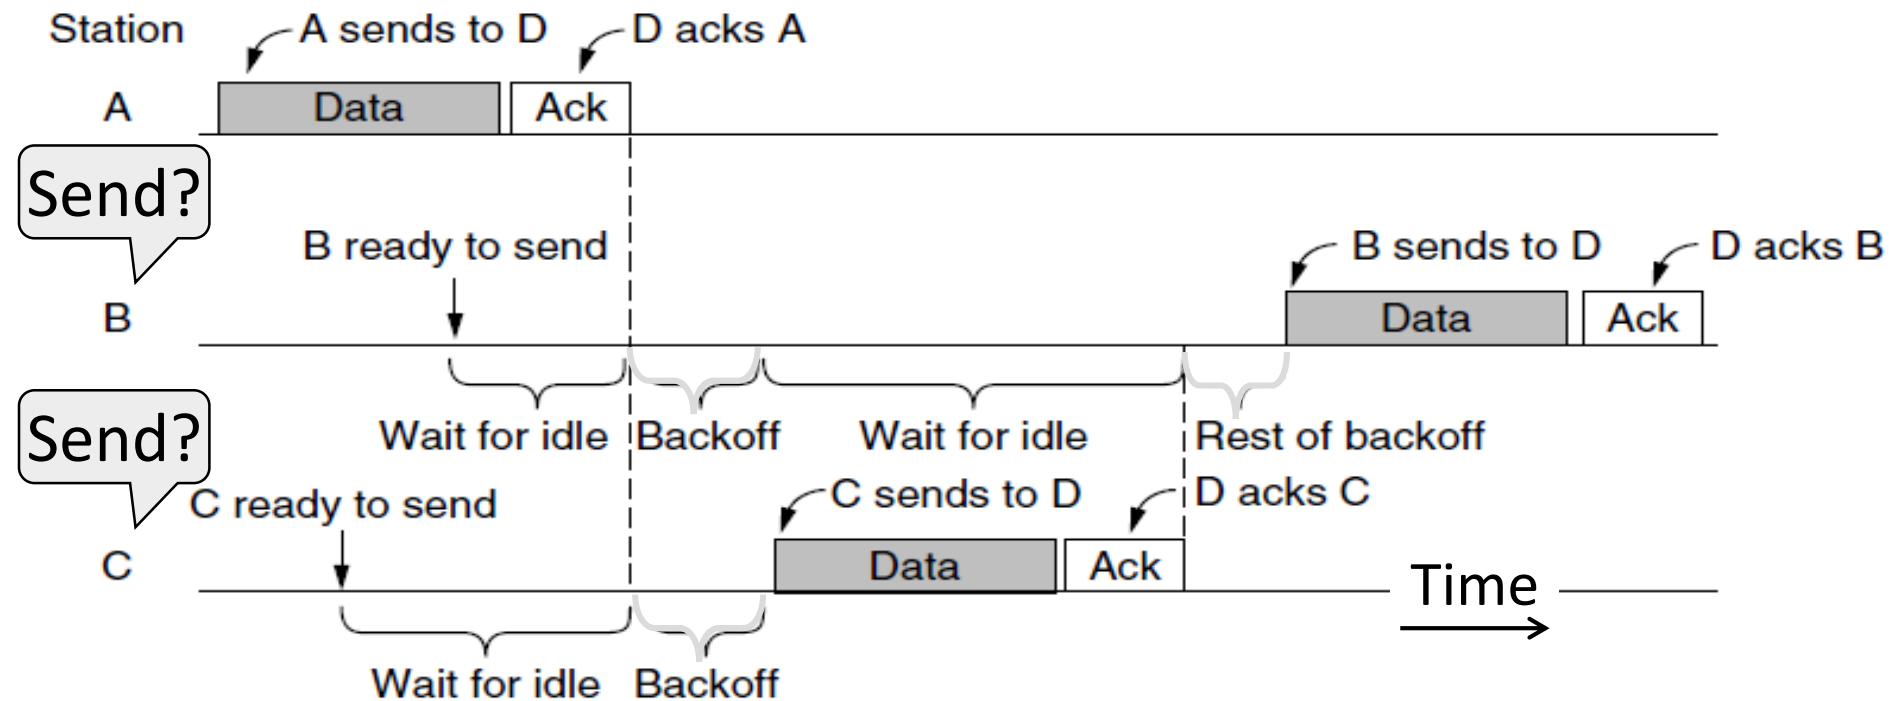 Station
A sends to D
D acks A
A
Data
Ack
Send?
B ready to send
B sends to D
D acks B
B
Data
Ack
Wait for idle
Backoff
Wait for idle
Rest of backoff
Send?
C ready to send
C sends to D
D acks C
C
Data
Ack
Time
Wait for idle
Backoff